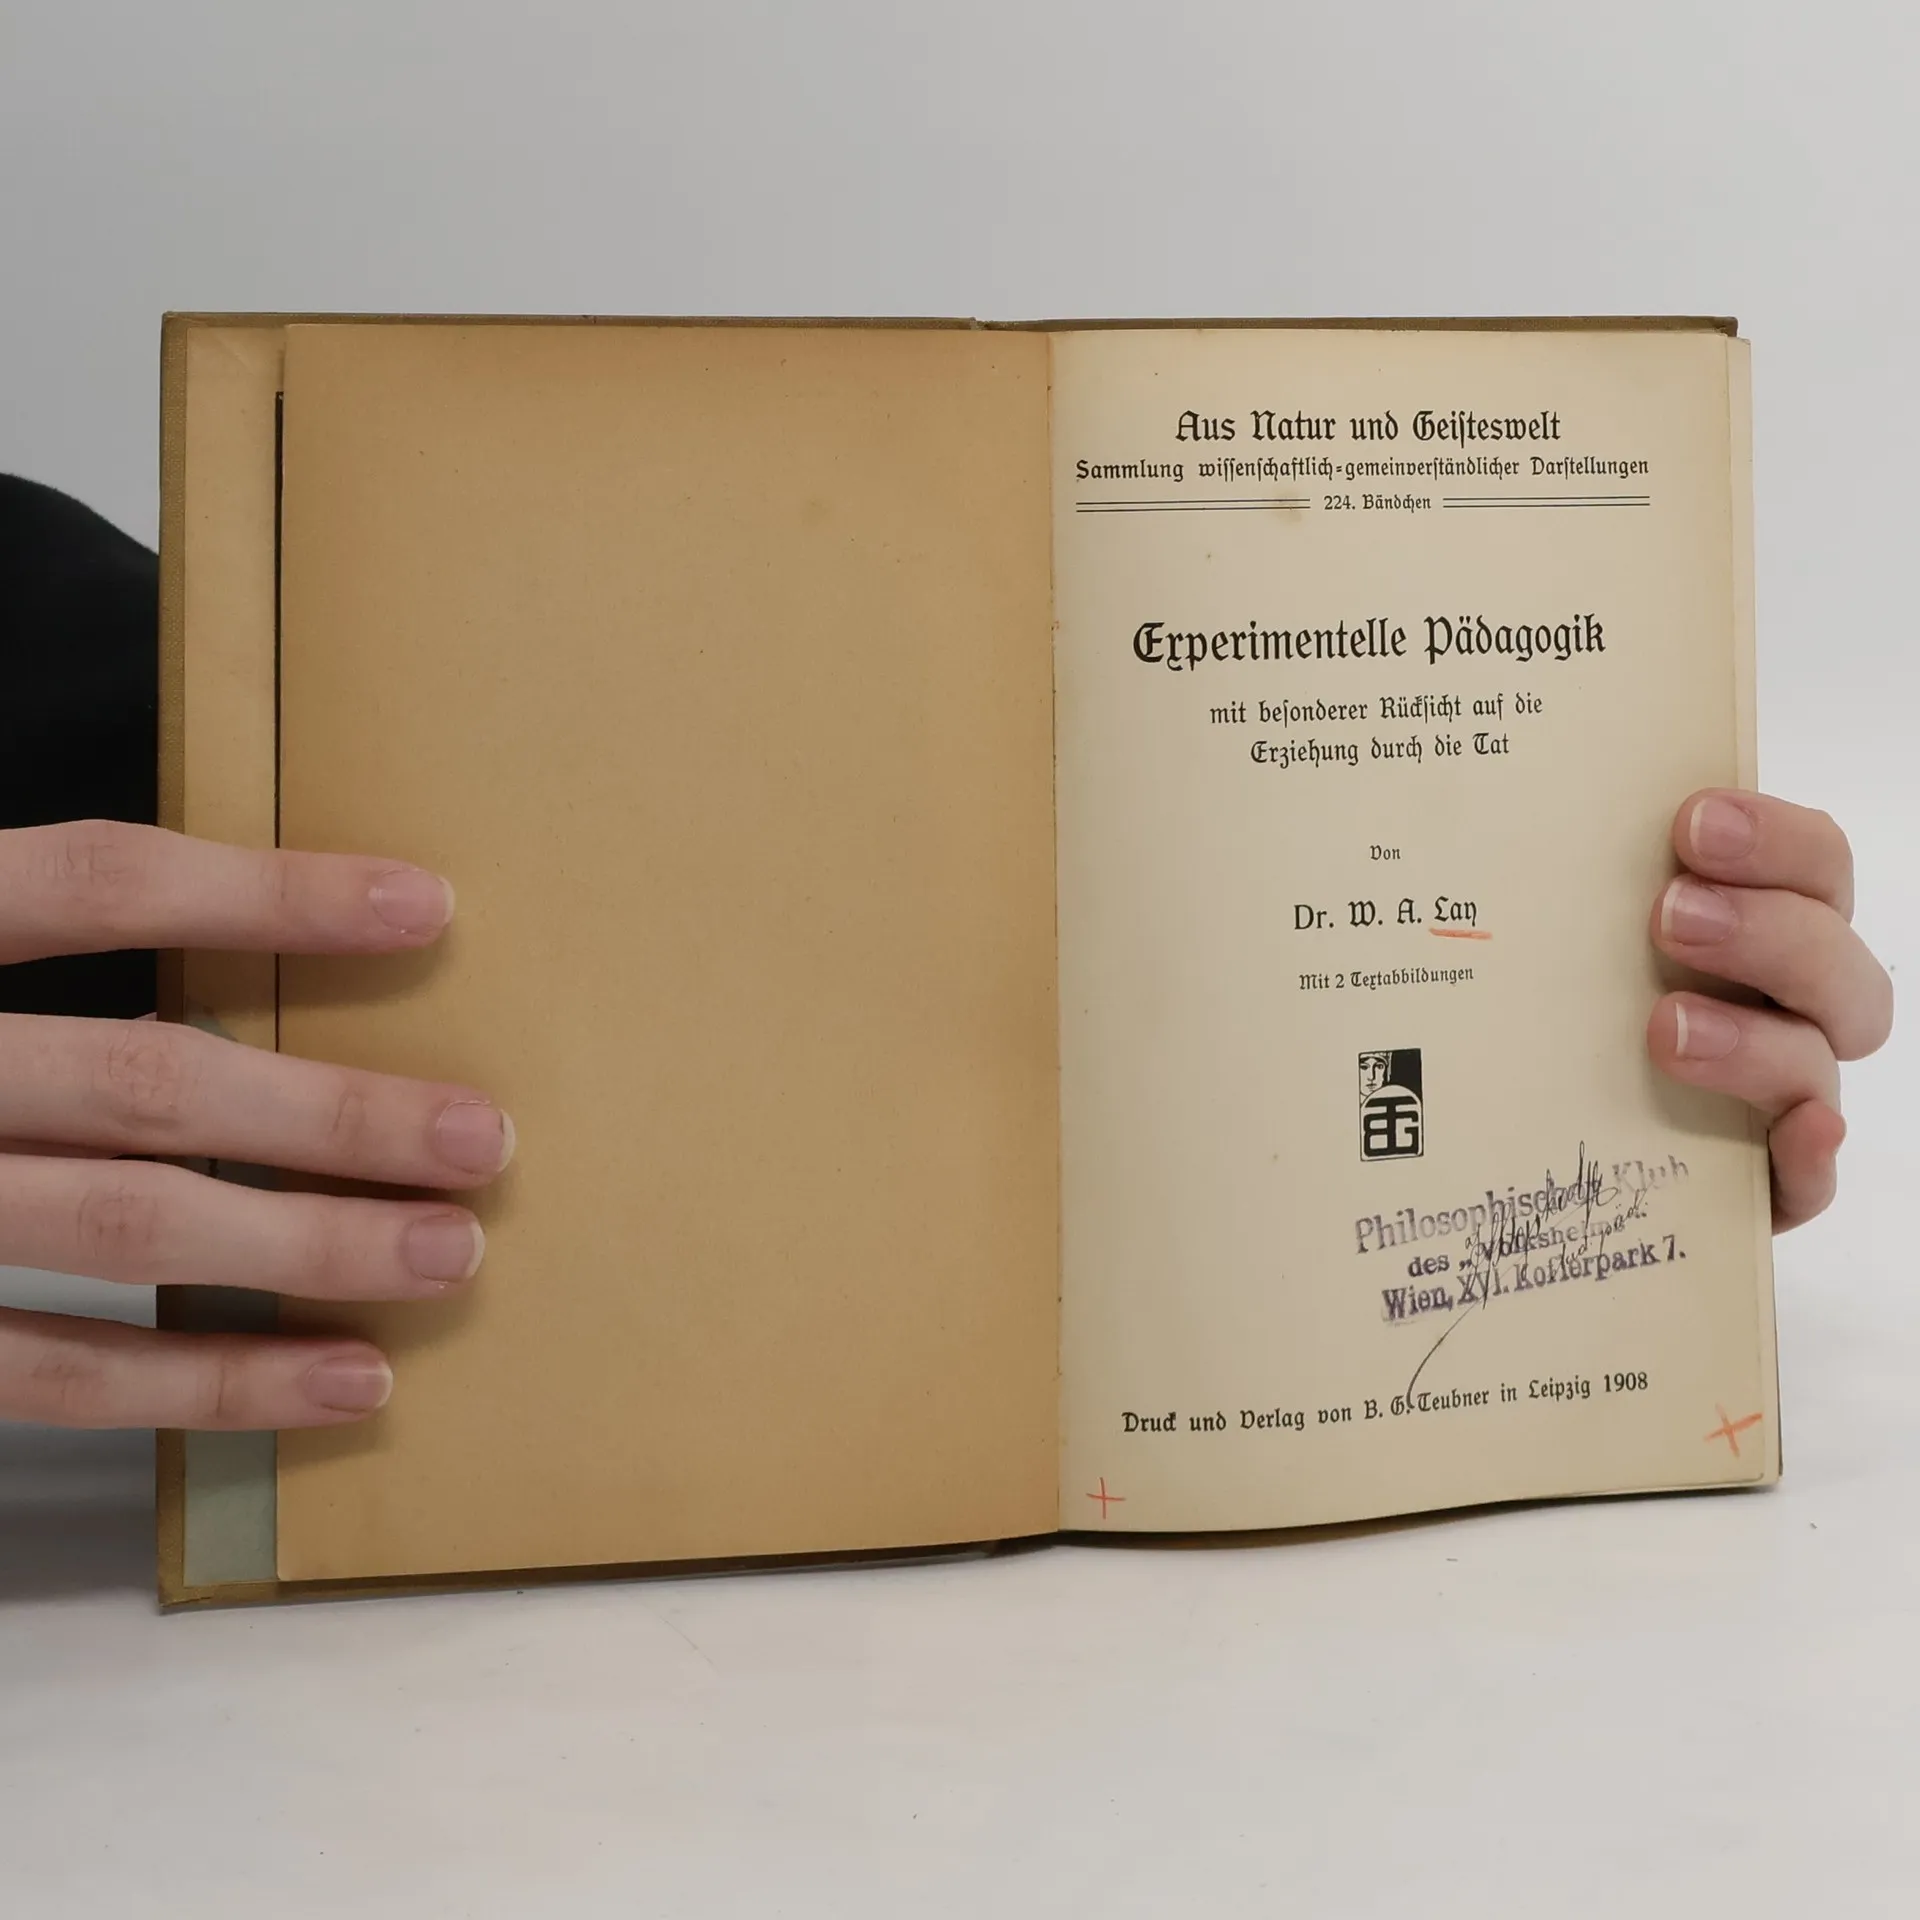 Aus Natur und Geiſteswelt
Sammlung wiſſenſchaftlich-gemeinverſtändlicher Darſtellungen
224. Bändchen
Experimentelle Pädagogik
mit beſonderer Rückſicht auf die
Erziehung durch die Tat
Von
Dr. W. A. Lay
Mit 2 Textabbildungen
BTG
Philosophischer Klub
des „Volksheim"
Wien, XVI. Koflerpark 7.
Druck und Verlag von B. G. Teubner in Leipzig 1908